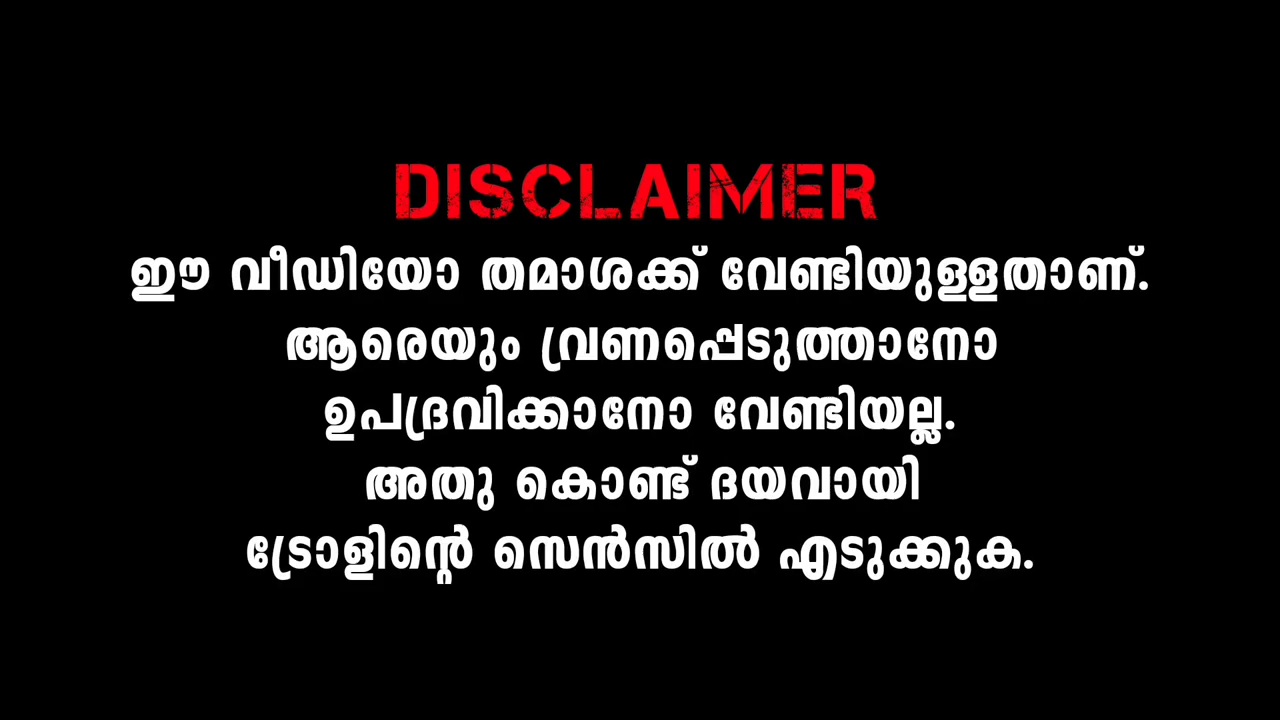 DISCLAIMER
ഈ വീഡിയോ തമാശക്ക് വേണ്ടിയുള്ളതാണ്.
ആരെയും വ്രണപ്പെടുത്താനോ
ഉപദ്രവിക്കാനോ വേണ്ടിയല്ല.
അതു കൊണ്ട് ദയവായി
ട്രോളിന്റെ സെൻസിൽ എടുക്കുക.